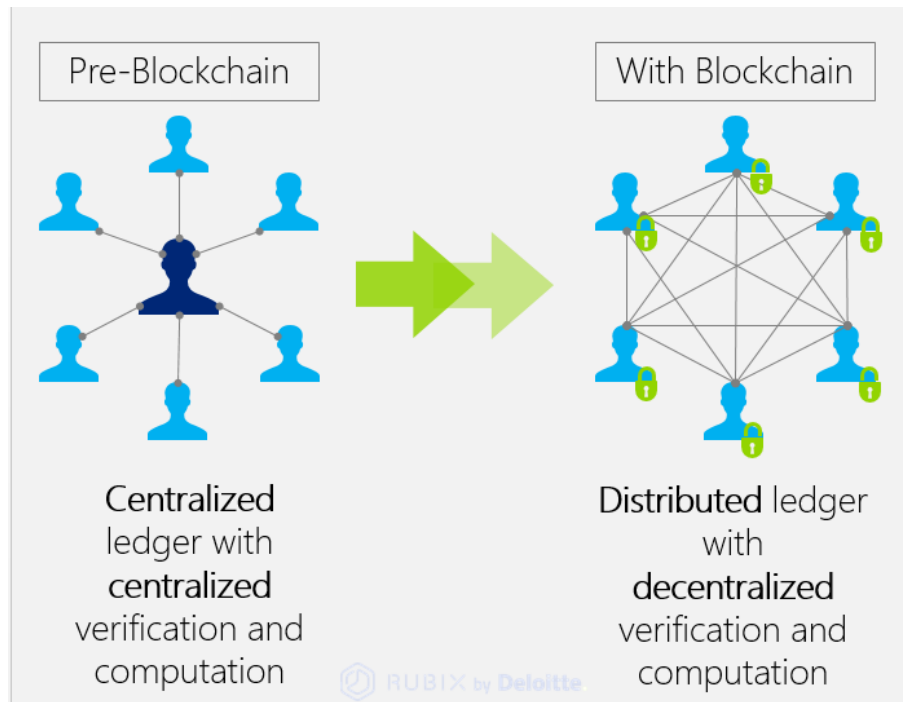 Pre-Blockchain
With Blockchain
Centralized
ledger with
centralized
verification and
computation
Distributed ledger
with
decentralized
verification and
computation
RUBIX by Deloitte.